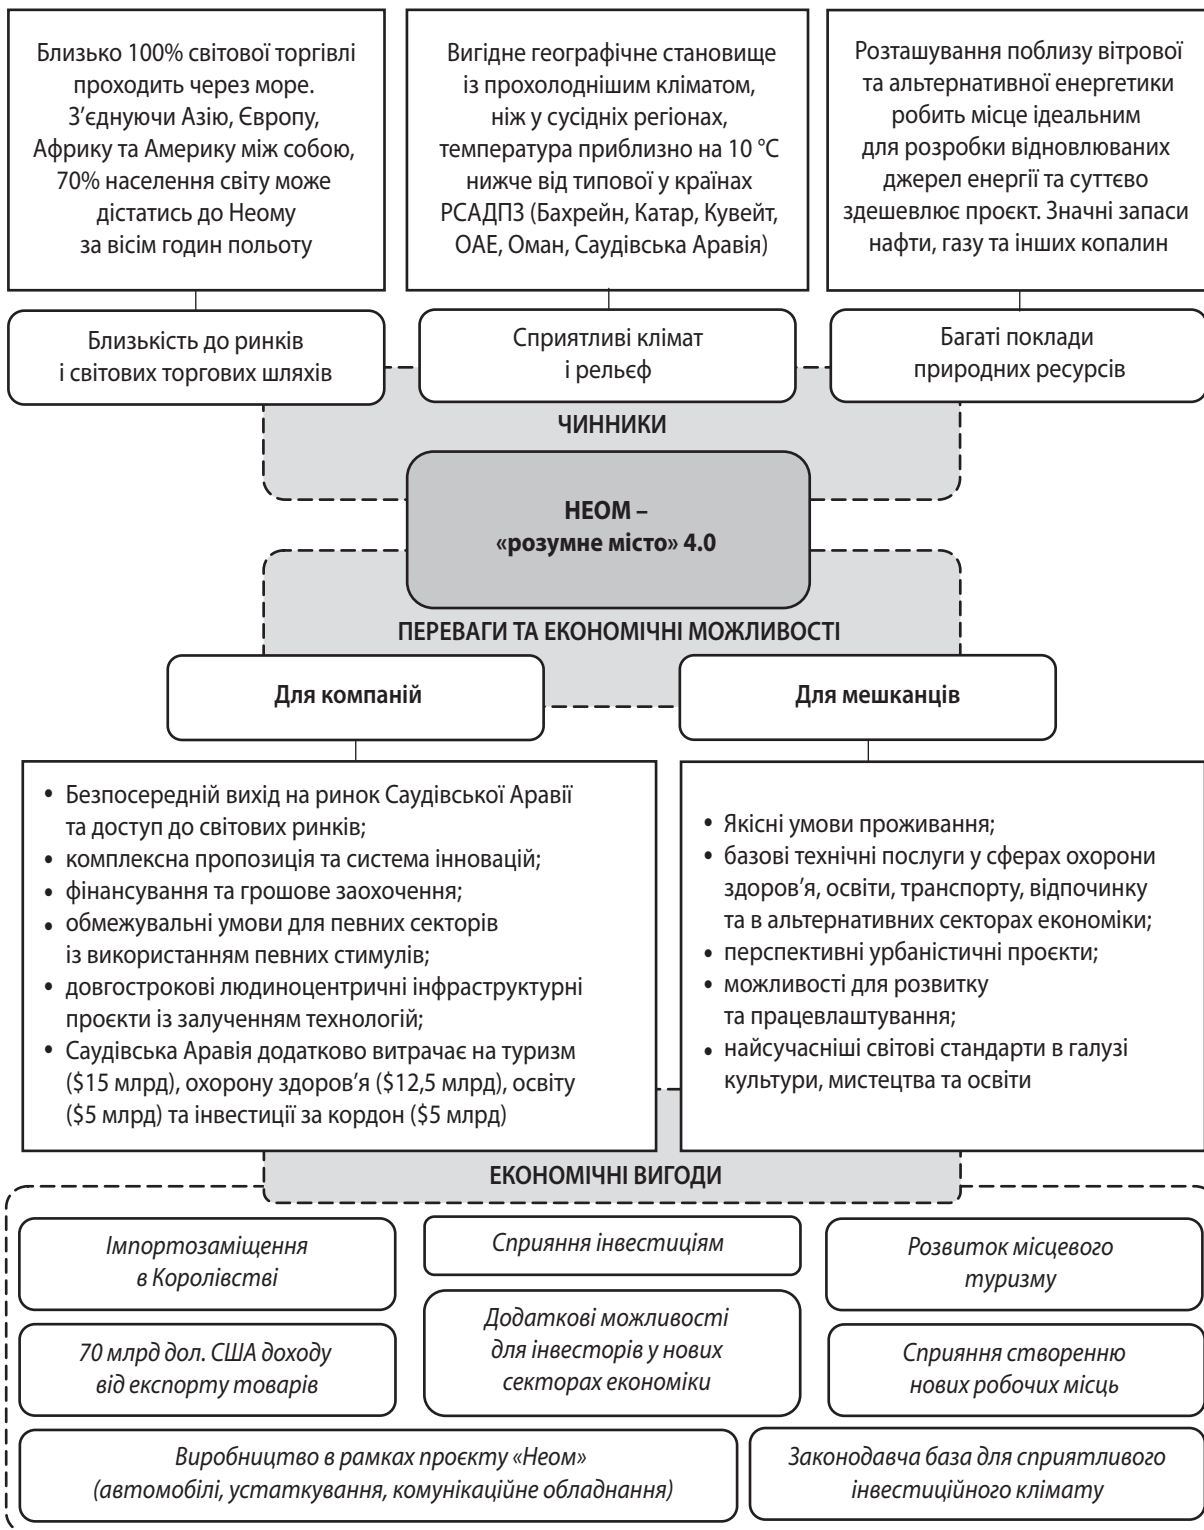 Близько 100% світової торгівлі
проходить через море.
З’єднуючи Азію, Європу,
Африку та Америку між собою,
70% населення світу може
дістатись до Неому
за вісім годин польоту
Вигідне географічне становище
із прохолоднішим кліматом,
ніж у сусідніх регіонах,
температура приблизно на 10 °C
нижче від типової у країнах
РСАДПЗ (Бахрейн, Катар, Кувейт,
ОАЕ, Оман, Саудівська Аравія)
Розташування поблизу вітрової
та альтернативної енергетики
робить місце ідеальним
для розробки відновлюваних
джерел енергії та суттєво
здешевлює проєкт. Значні запаси
нафти, газу та інших копалин
Близькість до ринків
і світових торгових шляхів
Сприятливі клімат
і рельєф
Багаті поклади
природних ресурсів
ЧИННИКИ
НЕОМ –
«розумне місто» 4.0
ПЕРЕВАГИ ТА ЕКОНОМІЧНІ МОЖЛИВОСТІ
Для компаній
Для мешканців
• Безпосередній вихід на ринок Саудівської Аравії
та доступ до світових ринків;
• комплексна пропозиція та система інновацій;
• фінансування та грошове заохочення;
• обмежувальні умови для певних секторів
із використанням певних стимулів;
• довгострокові людиноцентричні інфраструктурні
проєкти із залученням технологій;
• Саудівська Аравія додатково витрачає на туризм
($15 млрд), охорону здоров’я ($12,5 млрд), освіту
($5 млрд) та інвестиції за кордон ($5 млрд)
• Якісні умови проживання;
• базові технічні послуги у сферах охорони
здоров’я, освіти, транспорту, відпочинку
та в альтернативних секторах економіки;
• перспективні урбаністичні проєкти;
• можливості для розвитку
та працевлаштування;
• найсучасніші світові стандарти в галузі
культури, мистецтва та освіти
ЕКОНОМІЧНІ ВИГОДИ
Імпортозаміщення
в Королівстві
Сприяння інвестиціям
Розвиток місцевого
туризму
70 млрд дол. США доходу
від експорту товарів
Додаткові можливості
для інвесторів у нових
секторах економіки
Сприяння створенню
нових робочих місць
Виробництво в рамках проєкту «Неом»
(автомобілі, устаткування, комунікаційне обладнання)
Законодавча база для сприятливого
інвестиційного клімату